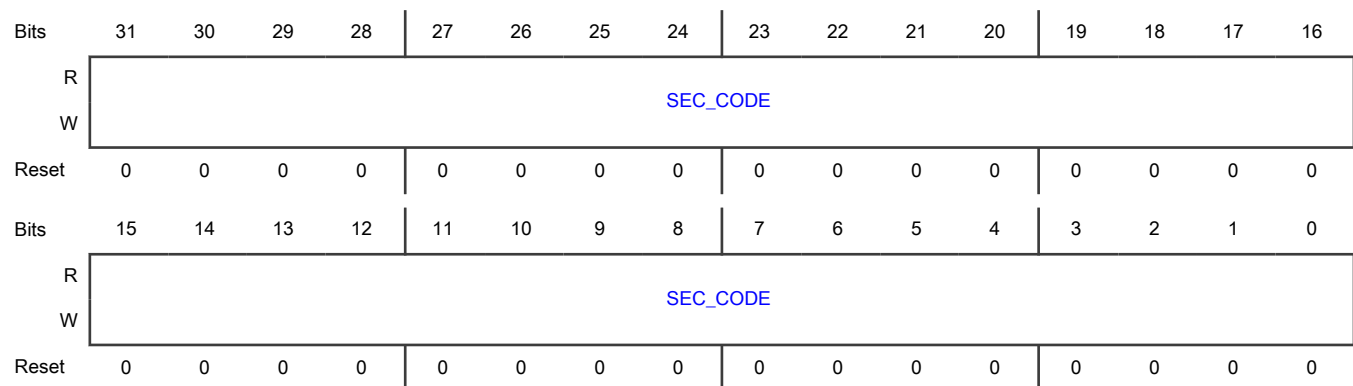 Bits 31 30 29 28 27 26 25 24 23 22 21 20 19 18 17 16
R
SEC_CODE
W
Reset 0 0 0 0 0 0 0 0 0 0 0 0 0 0 0 0
Bits 15 14 13 12 11 10 9 8 7 6 5 4 3 2 1 0
R
SEC_CODE
W
Reset 0 0 0 0 0 0 0 0 0 0 0 0 0 0 0 0